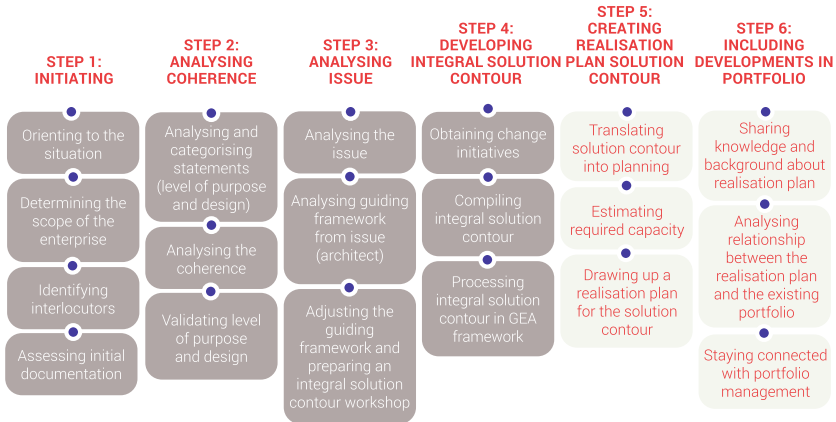 STEP 1:
INITIATING
Orienting to the
situation
Determining the
scope of the
enterprise
Identifying
interlocutors
Assessing initial
documentation
STEP 2:
ANALYSING
COHERENCE
Analysing and
categorising
statements
(level of purpose
and design)
Analysing the
coherence
Validating level
of purpose
and design
STEP 3:
ANALYSING
ISSUE
Analysing the
issue
Analysing guiding
framework
from issue
(architect)
Adjusting the
guiding
framework and
preparing an
integral solution
contour workshop
STEP 4:
DEVELOPING
INTEGRAL SOLUTION
CONTOUR
Obtaining change
initiatives
Compiling
integral solution
contour
Processing
integral solution
contour in GEA
framework
STEP 5:
CREATING
REALISATION
PLAN SOLUTION
CONTOUR
Translating
solution contour
into planning
Estimating
required capacity
Drawing up a
realisation plan
for the solution
contour
STEP 6:
INCLUDING
DEVELOPMENTS IN
PORTFOLIO
Sharing
knowledge and
background about
realisation plan
Analysing
relationship
between the
realisation plan
and the existing
portfolio
Staying connected
with portfolio
management